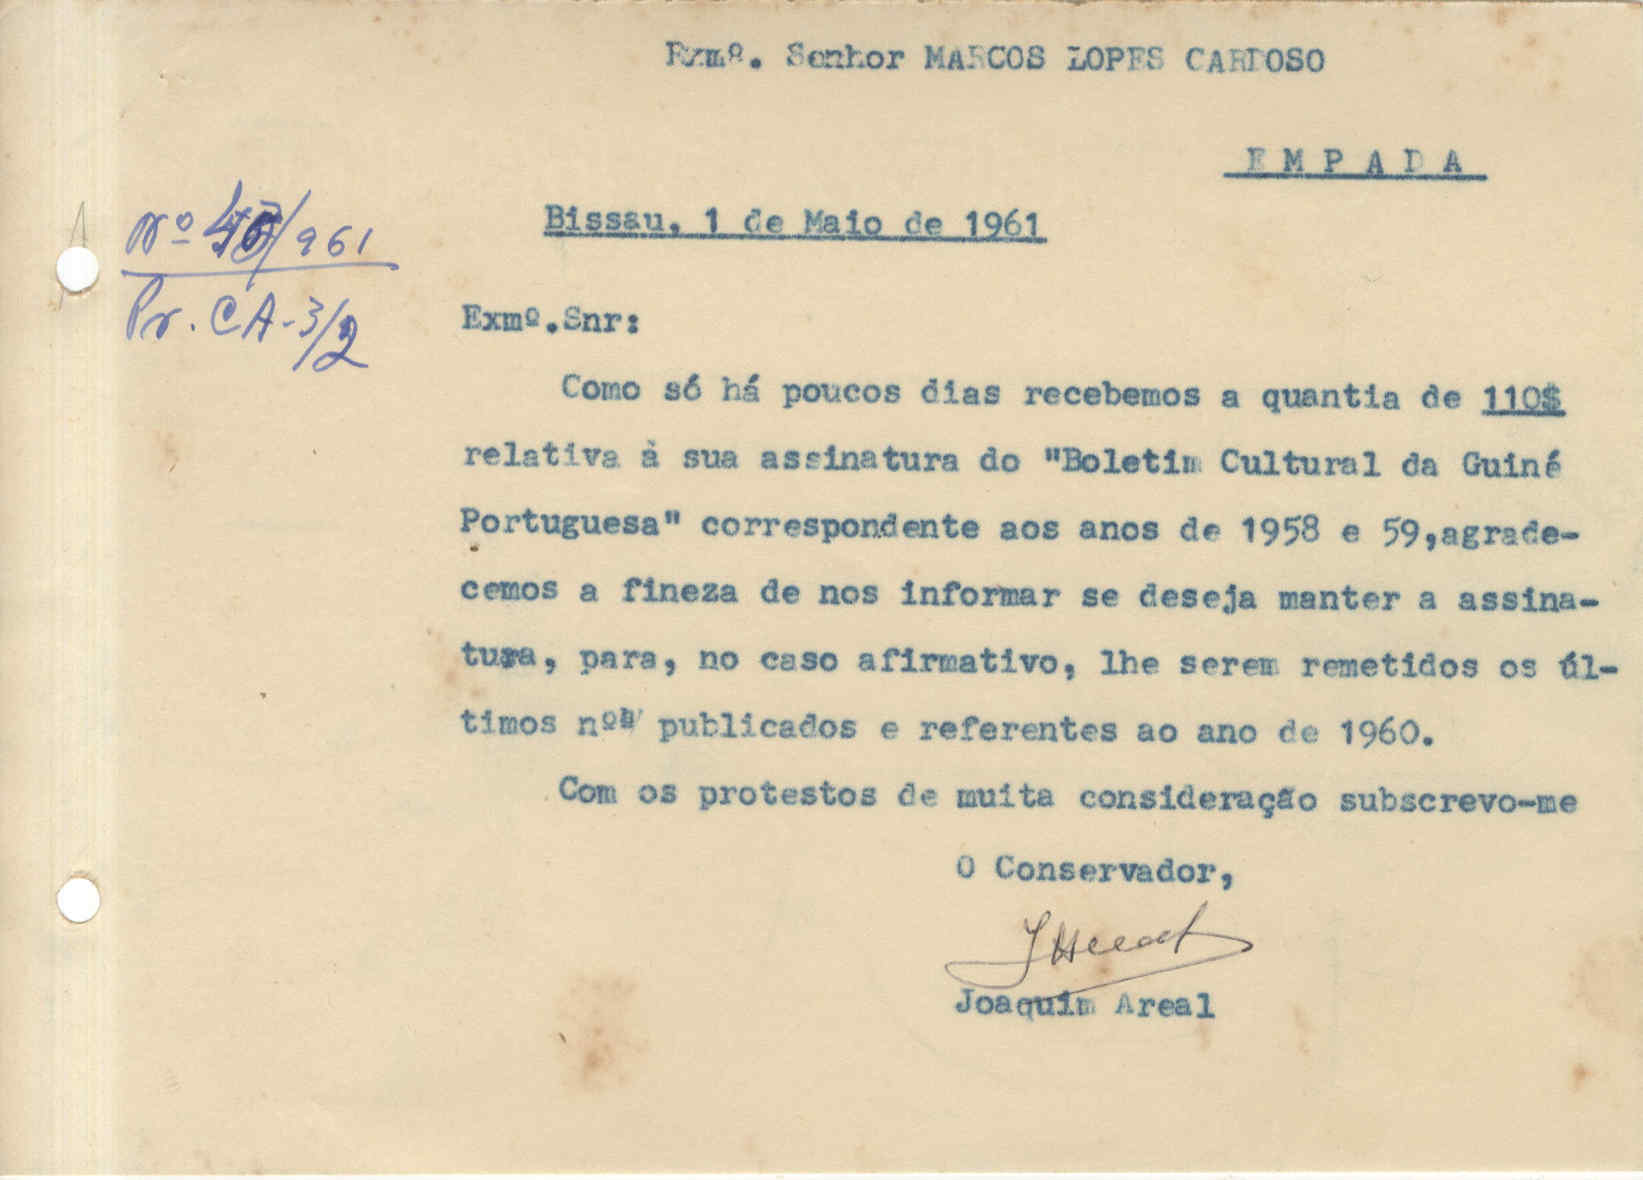 Exmº. Senhor MARCOS LOPES CARDOSO
E M P A D A
Nº /961
Pr. CA-3/2
Bissau, 1 de Maio de 1961
Exmº.Snr:
Como só há poucos dias recebemos a quantia de 110$
relativa à sua assinatura do "Boletim Cultural da Guiné
Portuguesa" correspondente aos anos de 1958 e 59,agrade-
cemos a fineza de nos informar se deseja manter a assina-
tura, para, no caso afirmativo, lhe serem remetidos os úl-
timos nºs publicados e referentes ao ano de 1960.
Com os protestos de muita consideração subscrevo-me
O Conservador,
Joaquim Areal